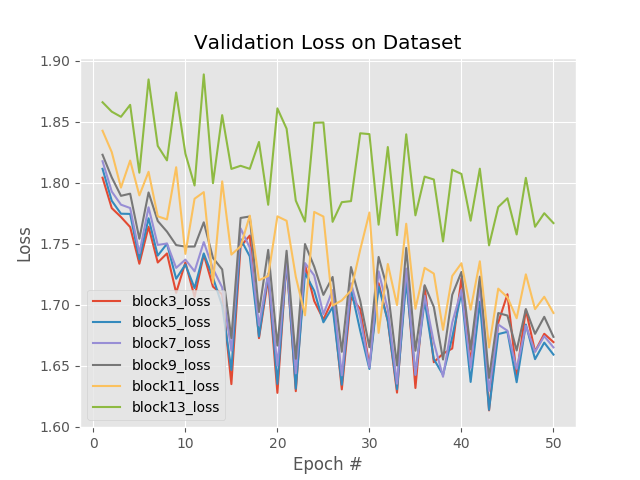 Validation Loss on Dataset
1.90
1.85
1.80
1.75
1.70
1.65
1.60
Loss
block3_loss
block5_loss
block7_loss
block9_loss
block11_loss
block13_loss
0 10 20 30 40 50
Epoch #